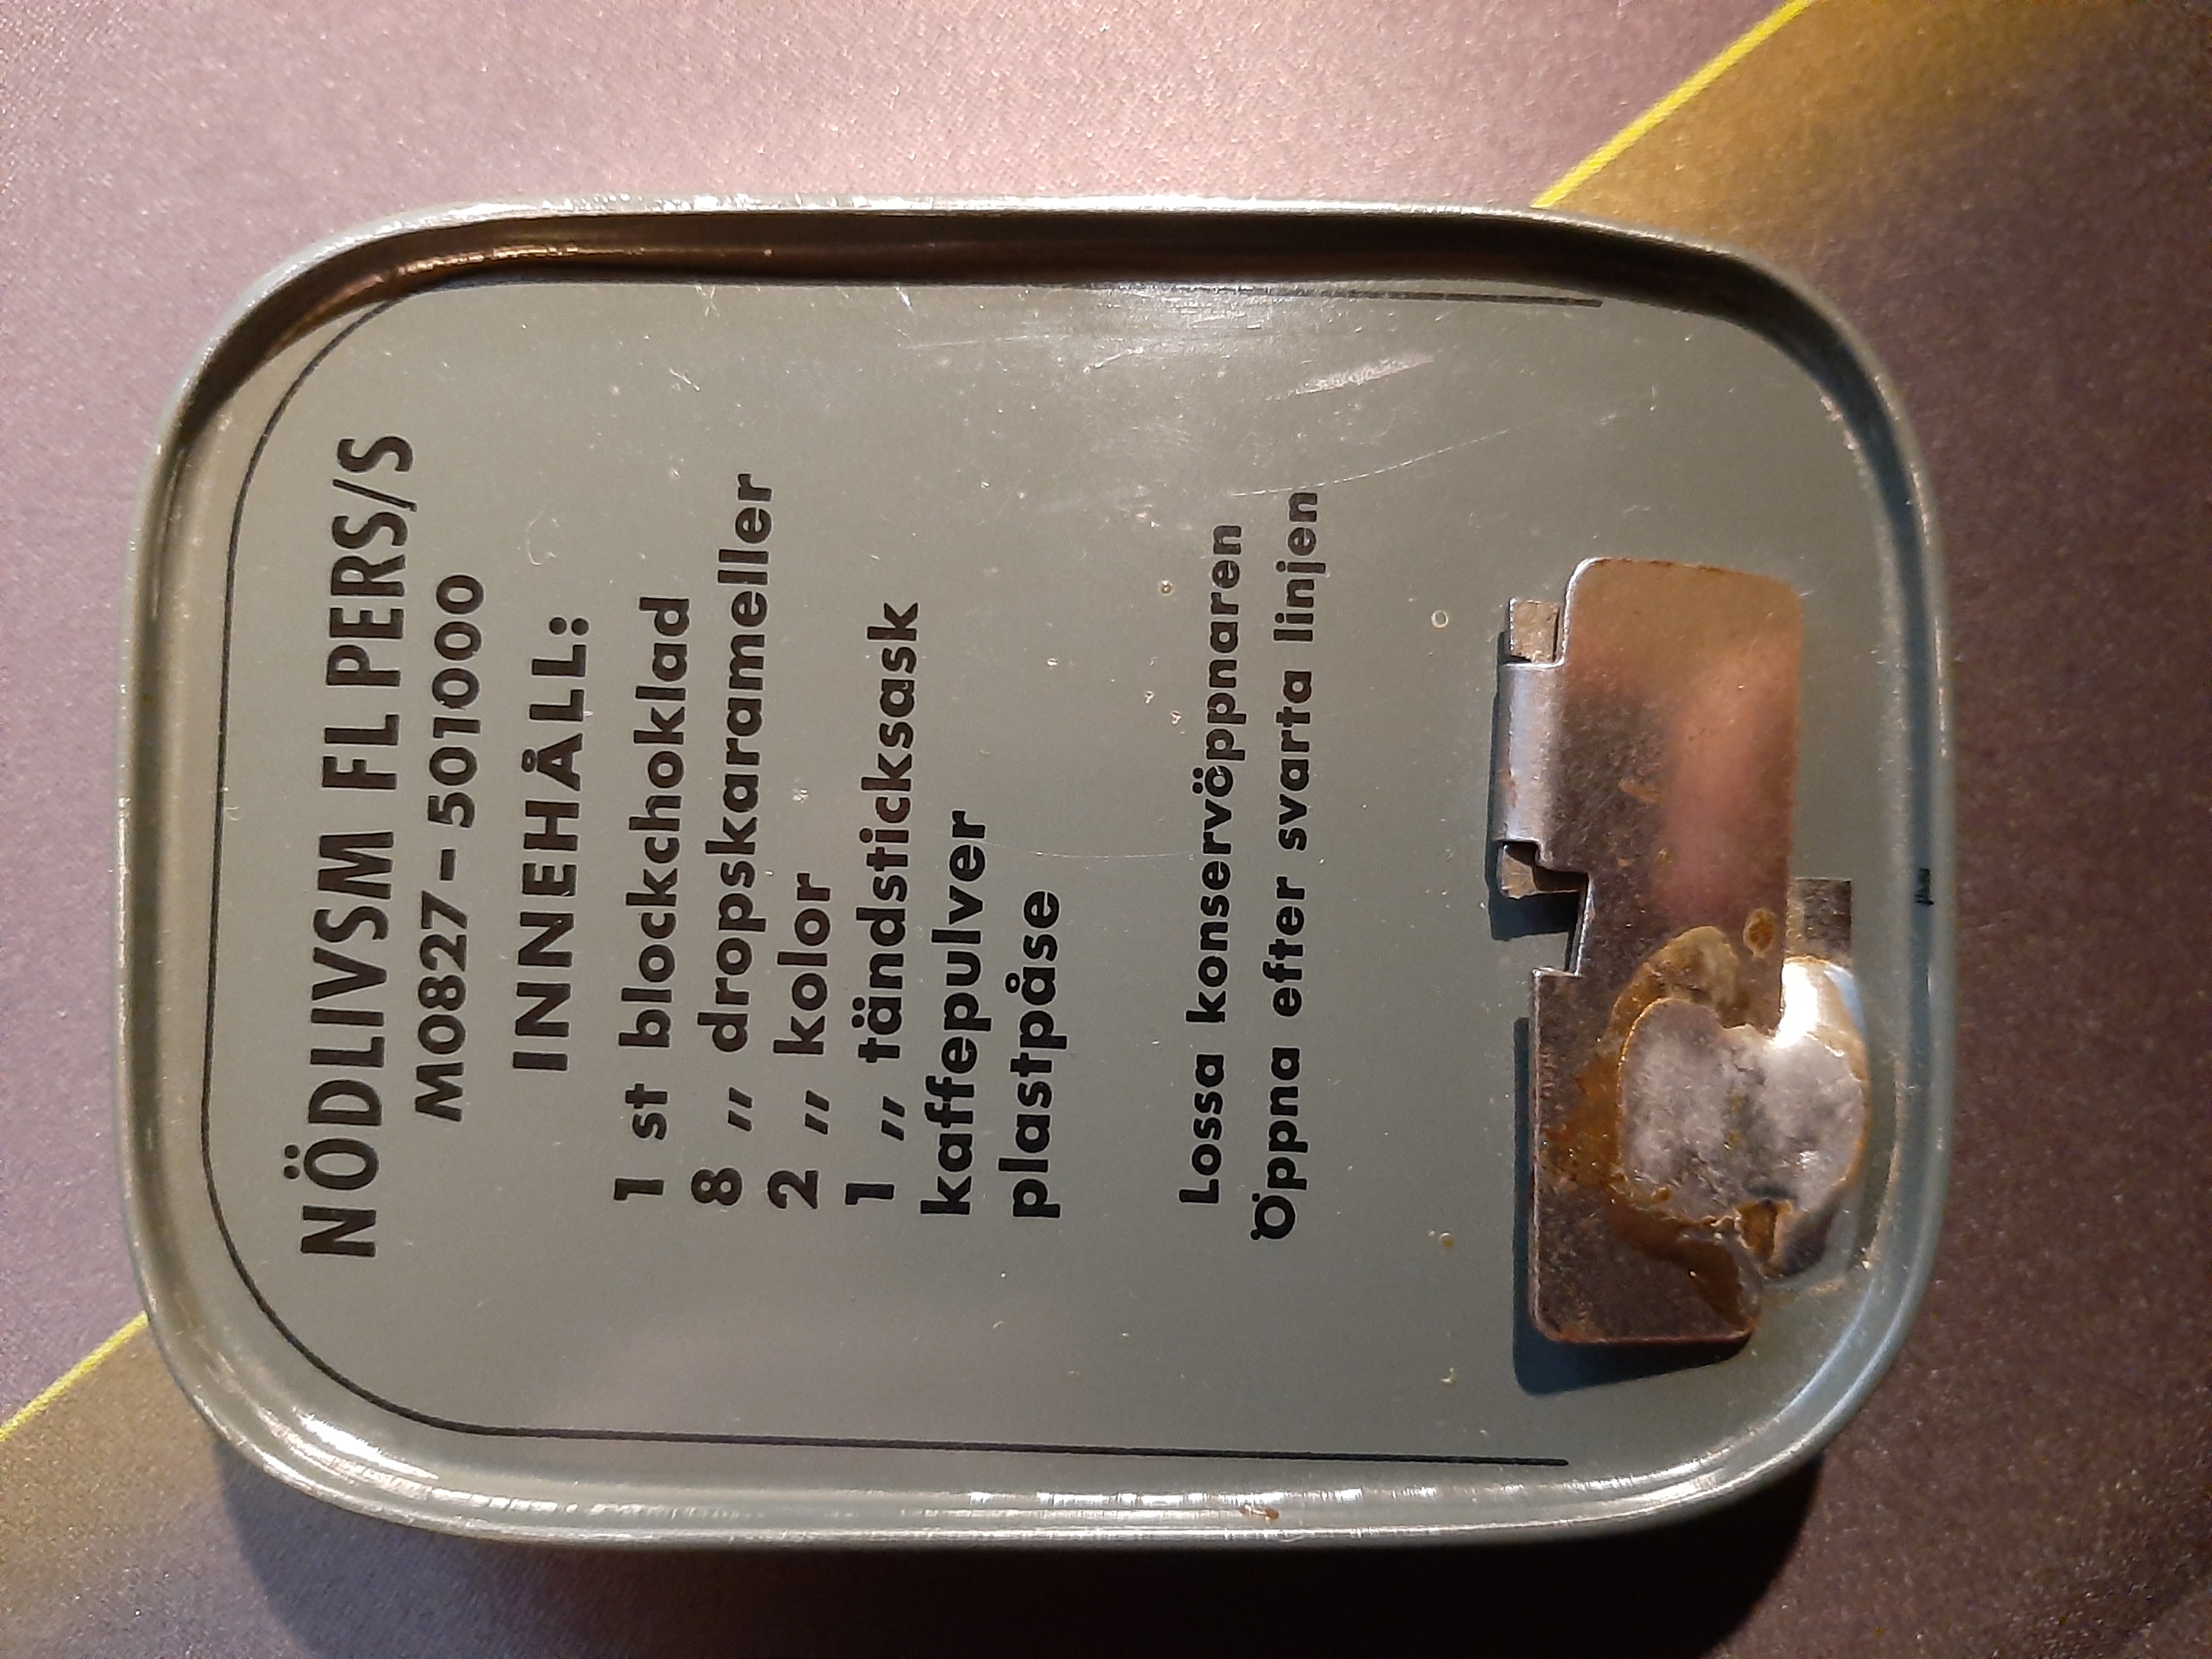 NÖDLIVSM FL PERS/S
M0827-501000
INNEHÅLL:
1 st blockchoklad
8 ,, dropskarameller
2 ,, kolor
1 ,, tändsticksask
kaffepulver
plastpåse
Lossa konservöppnaren
Öppna efter svarta linjen